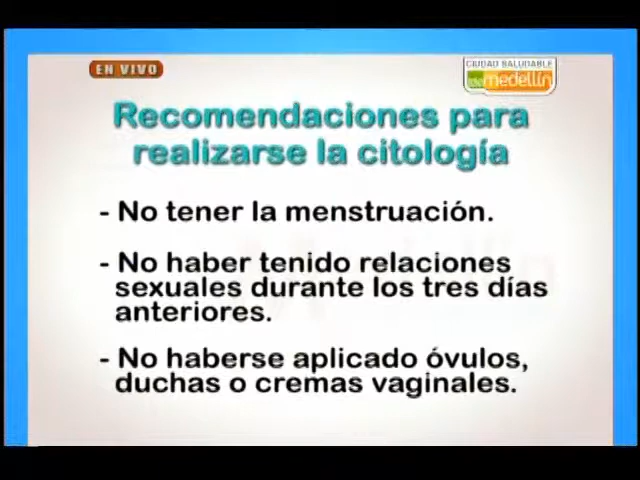 EN VIVO
CIUDAD SALUDABLE
telemedellín
Recomendaciones para
realizarse la citología
- No tener la menstruación.
- No haber tenido relaciones
sexuales durante los tres días
anteriores.
- No haberse aplicado óvulos,
duchas o cremas vaginales.